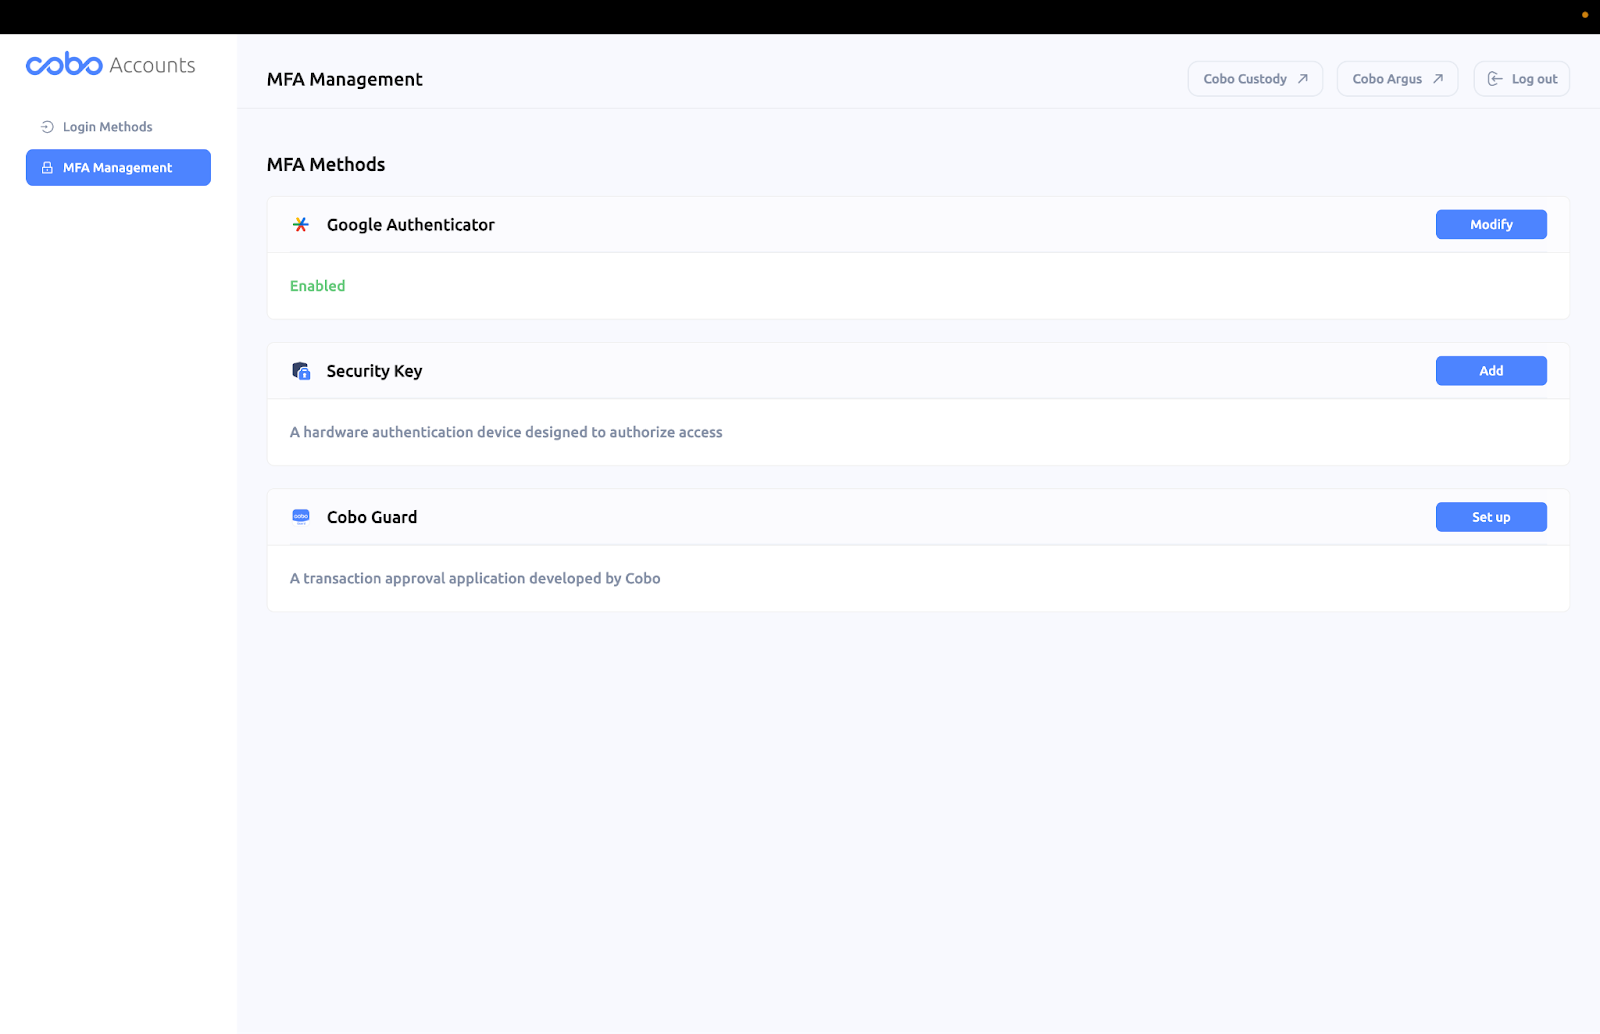 cobo Accounts
Login Methods
MFA Management
MFA Management
Cobo Custody
Cobo Argus
Log out
MFA Methods
Google Authenticator
Modify
Enabled
Security Key
Add
A hardware authentication device designed to authorize access
Cobo Guard
Set up
A transaction approval application developed by Cobo